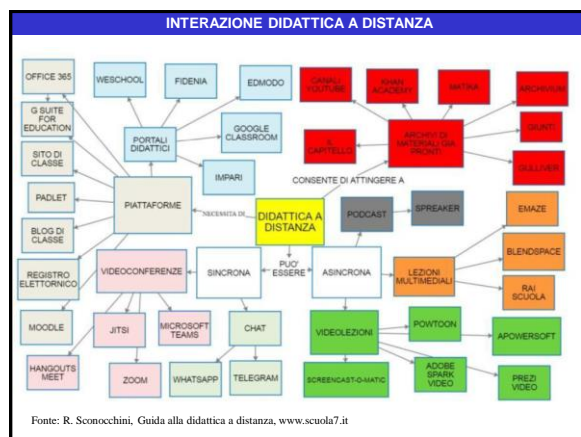 INTERAZIONE DIDATTICA A DISTANZA
OFFICE 365
WESCHOOL
FIDENIA
EDMODO
CANALI
YOUTUBE
KHAN
ACADEMY
MATIKA
ARCHIVIUM
G SUITE
FOR
EDUCATION
PORTALI
DIDATTICI
GOOGLE
CLASSROOM
IL
CAPITELLO
ARCHIVI DI
MATERIALI GIA'
PRONTI
GIUNTI
SITO DI
CLASSE
IMPARI
CONSENTE DI ATTINGERE A
GULLIVER
PADLET
PIATTAFORME
NECESSITA DI
DIDATTICA A
DISTANZA
PODCAST
SPREAKER
EMAZE
BLOG DI
CLASSE
PUO'
ESSERE
BLENDSPACE
REGISTRO
ELETTORNICO
VIDEOCONFERENZE
SINCRONA
ASINCRONA
LEZIONI
MULTIMEDIALI
RAI
SCUOLA
MOODLE
JITSI
MICROSOFT
TEAMS
CHAT
VIDEOLEZIONI
POWTOON
APOWERSOFT
HANGOUTS
MEET
ZOOM
WHATSAPP
TELEGRAM
SCREENCAST-O-MATIC
ADOBE
SPARK
VIDEO
PREZI
VIDEO
Fonte: R. Sconocchini, Guida alla didattica a distanza, www.scuola7.it